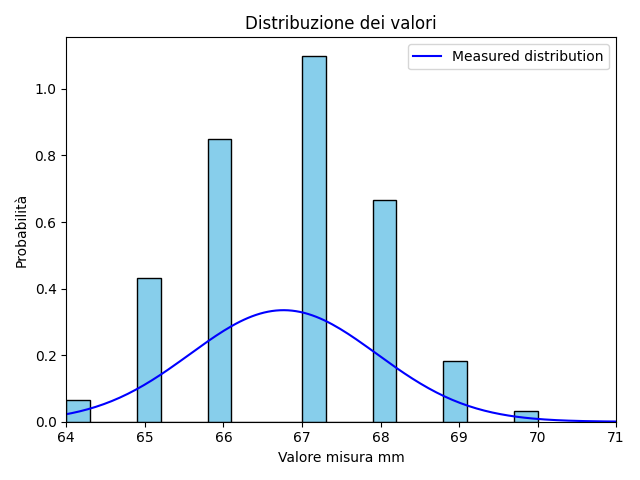 Distribuzione dei valori
Measured distribution
Probabilità
1.0
0.8
0.6
0.4
0.2
0.0
64 65 66 67 68 69 70 71
Valore misura mm